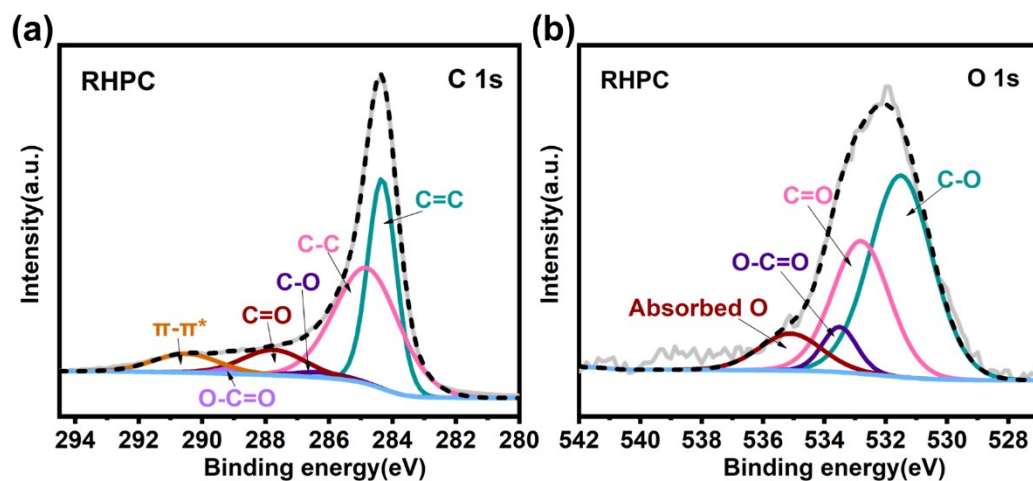 (a)
RHPC
C 1s
C=C
C-C
C-O
C=O
π-π*
O-C=O
Intensity(a.u.)
294 292 290 288 286 284 282 280
Binding energy(eV)
(b)
RHPC
O 1s
C-O
C=O
O-C=O
Absorbed O
Intensity(a.u.)
542 540 538 536 534 532 530 528
Binding energy(eV)